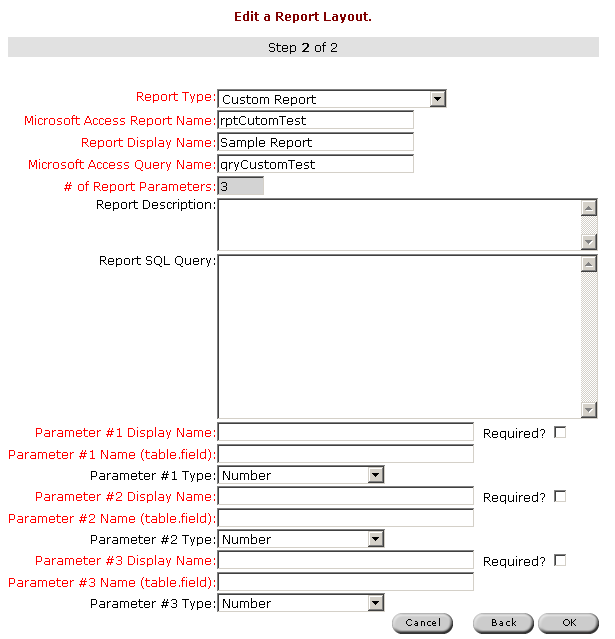 Edit a Report Layout.
Step 2 of 2
Report Type: Custom Report
Microsoft Access Report Name: rptCutomTest
Report Display Name: Sample Report
Microsoft Access Query Name: qryCustomTest
# of Report Parameters: 3
Report Description:
Report SQL Query:
Parameter #1 Display Name: Required?
Parameter #1 Name (table.field):
Parameter #1 Type: Number
Parameter #2 Display Name: Required?
Parameter #2 Name (table.field):
Parameter #2 Type: Number
Parameter #3 Display Name: Required?
Parameter #3 Name (table.field):
Parameter #3 Type: Number
Cancel Back OK